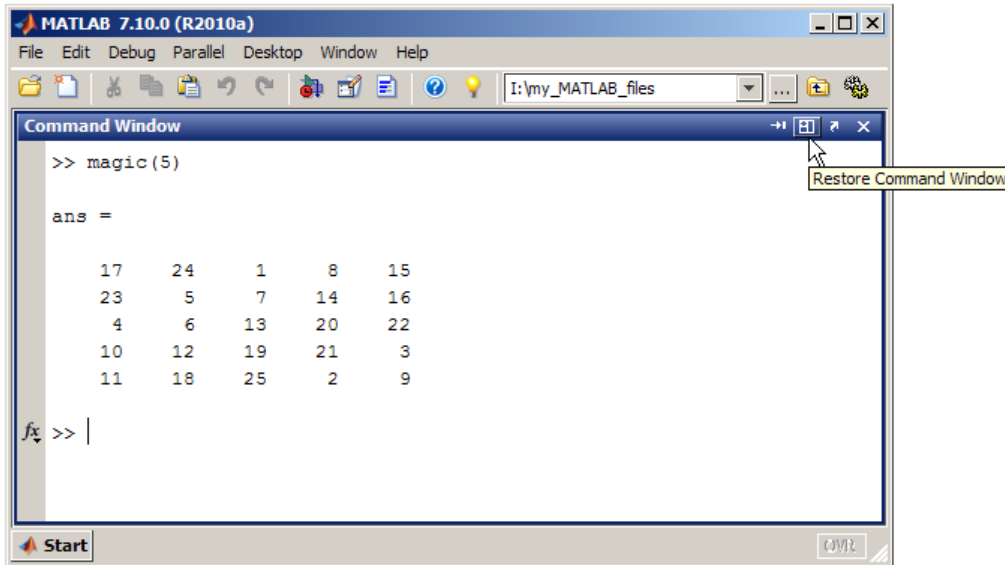 MATLAB 7.10.0 (R2010a)
File Edit Debug Parallel Desktop Window Help
I:\my_MATLAB_files
...
Command Window
Restore Command Window
>> magic(5)
ans =
17 24 1 8 15
23 5 7 14 16
4 6 13 20 22
10 12 19 21 3
11 18 25 2 9
fx >>
Start
OVR